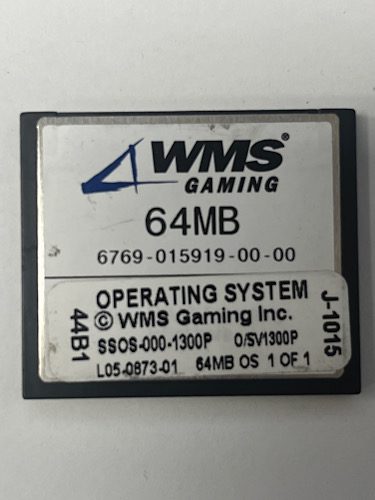 WMS®
GAMING
64MB
6769-015919-00-00
OPERATING SYSTEM
© WMS Gaming Inc.
SSOS-000-1300P O/SV1300P
L05-0873-01 64MB OS 1 OF 1
44B1
J-1015